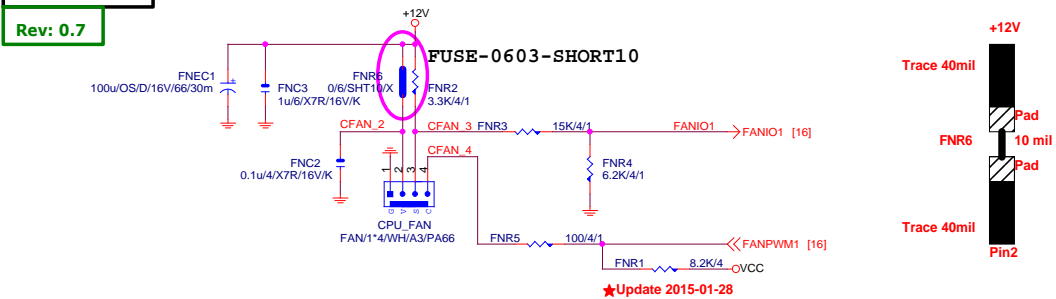 Rev: 0.7
+12V
FUSE-0603-SHORT10
FNEC1
100u/OS/D/16V/66/30m
FNC3
1u/6/X7R/16V/K
FNR6
0/6/SHT10/X
FNR2
3.3K/4/1
CFAN_2
CFAN_3
FNR3
15K/4/1
FANIO1
FANIO1 [16]
CFAN_4
FNC2
0.1u/4/X7R/16V/K
FNR4
6.2K/4/1
1
2
3
4
G
V
S
C
CPU_FAN
FAN/1*4/WH/A3/PA66
FNR5
100/4/1
FANPWM1 [16]
FNR1
8.2K/4
VCC
★Update 2015-01-28
+12V
Trace 40mil
Pad
FNR6
10 mil
Pad
Trace 40mil
Pin2